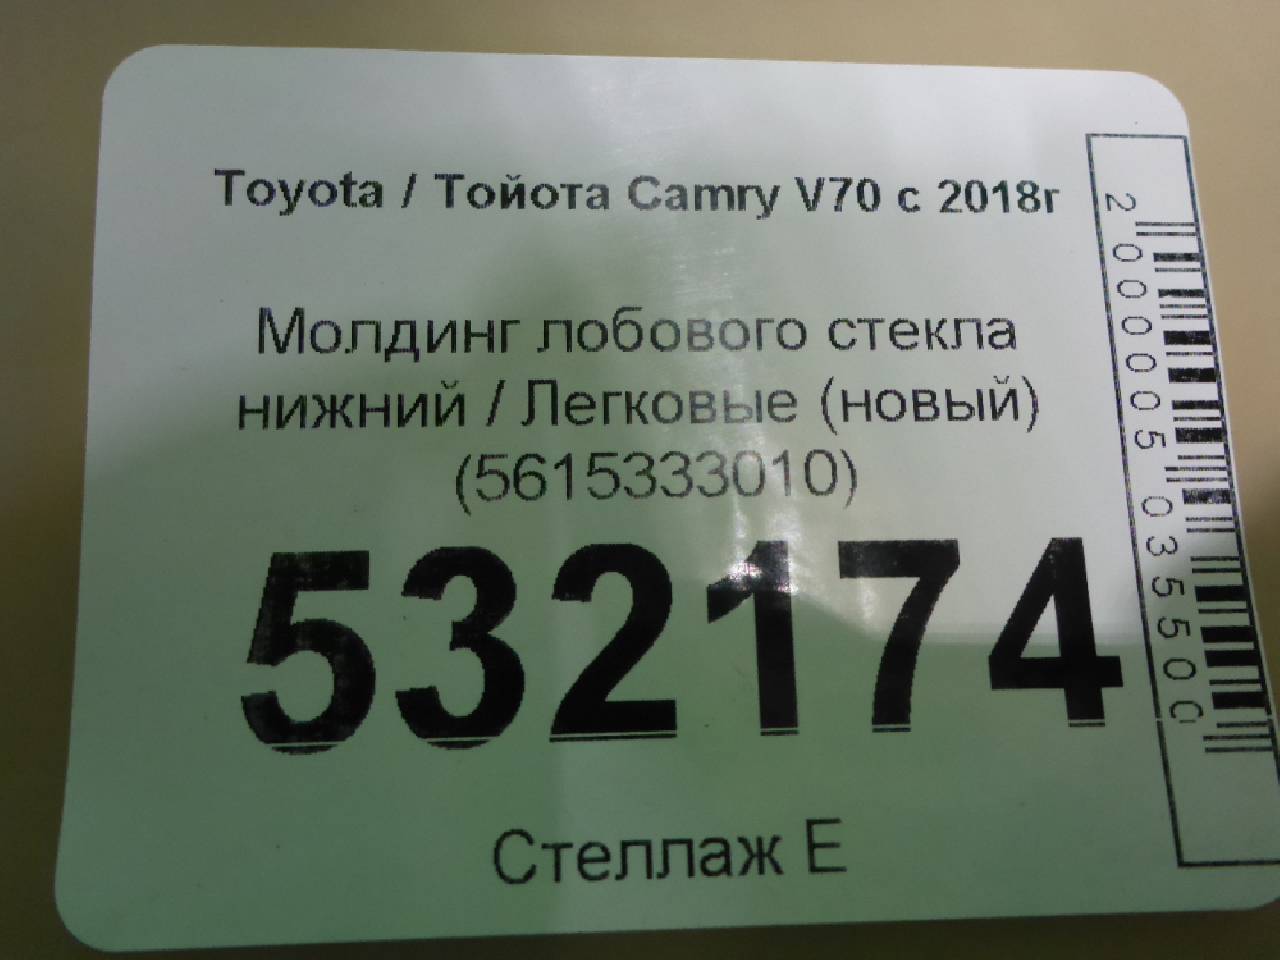 Toyota / Тойота Camry V70 с 2018г
Молдинг лобового стекла
нижний / Легковые (новый)
(5615333010)
532174
Стеллаж E
2000005035500